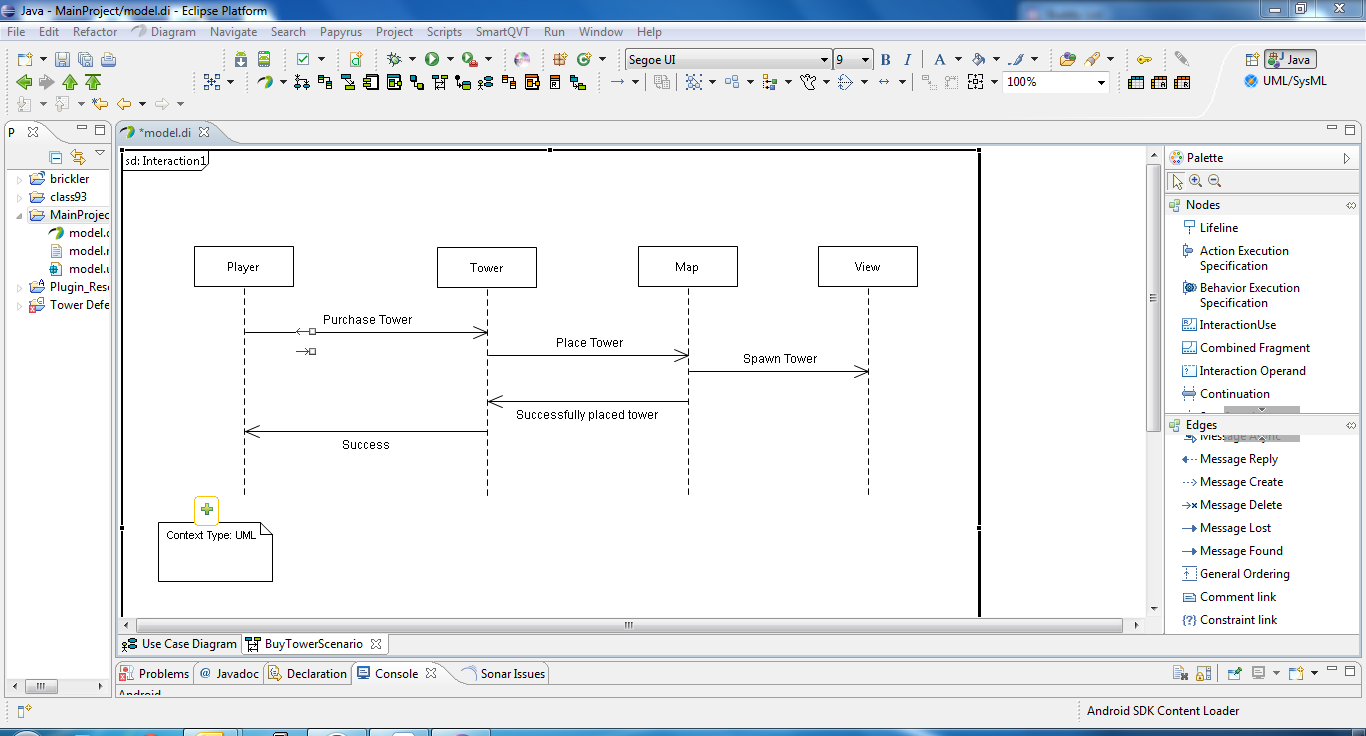 Java - MainProject/model.di - Eclipse Platform
File Edit Refactor Diagram Navigate Search Papyrus Project Scripts SmartQVT Run Window Help
Segoe UI 9 B I A Java
100% UML/SysML
P *model.di
sd: Interaction1
brickler
class93
MainProjec
model.
model.
model.
Plugin_Res
Tower Defe
Player Tower Map View
Purchase Tower
Place Tower
Spawn Tower
Successfully placed tower
Success
Context Type: UML
Palette
Nodes
Lifeline
Action Execution
Specification
Behavior Execution
Specification
InteractionUse
Combined Fragment
Interaction Operand
Continuation
Edges
Message Async
Message Reply
Message Create
Message Delete
Message Lost
Message Found
General Ordering
Comment link
Constraint link
Use Case Diagram BuyTowerScenario
Problems @ Javadoc Declaration Console Sonar Issues
Android
Android SDK Content Loader